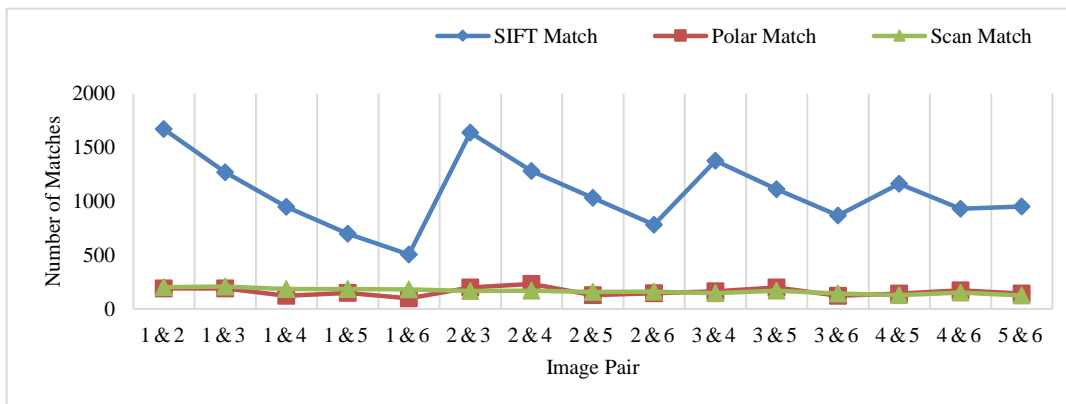 SIFT Match Polar Match Scan Match
Number of Matches
2000
1500
1000
500
0
1 & 2 1 & 3 1 & 4 1 & 5 1 & 6 2 & 3 2 & 4 2 & 5 2 & 6 3 & 4 3 & 5 3 & 6 4 & 5 4 & 6 5 & 6
Image Pair